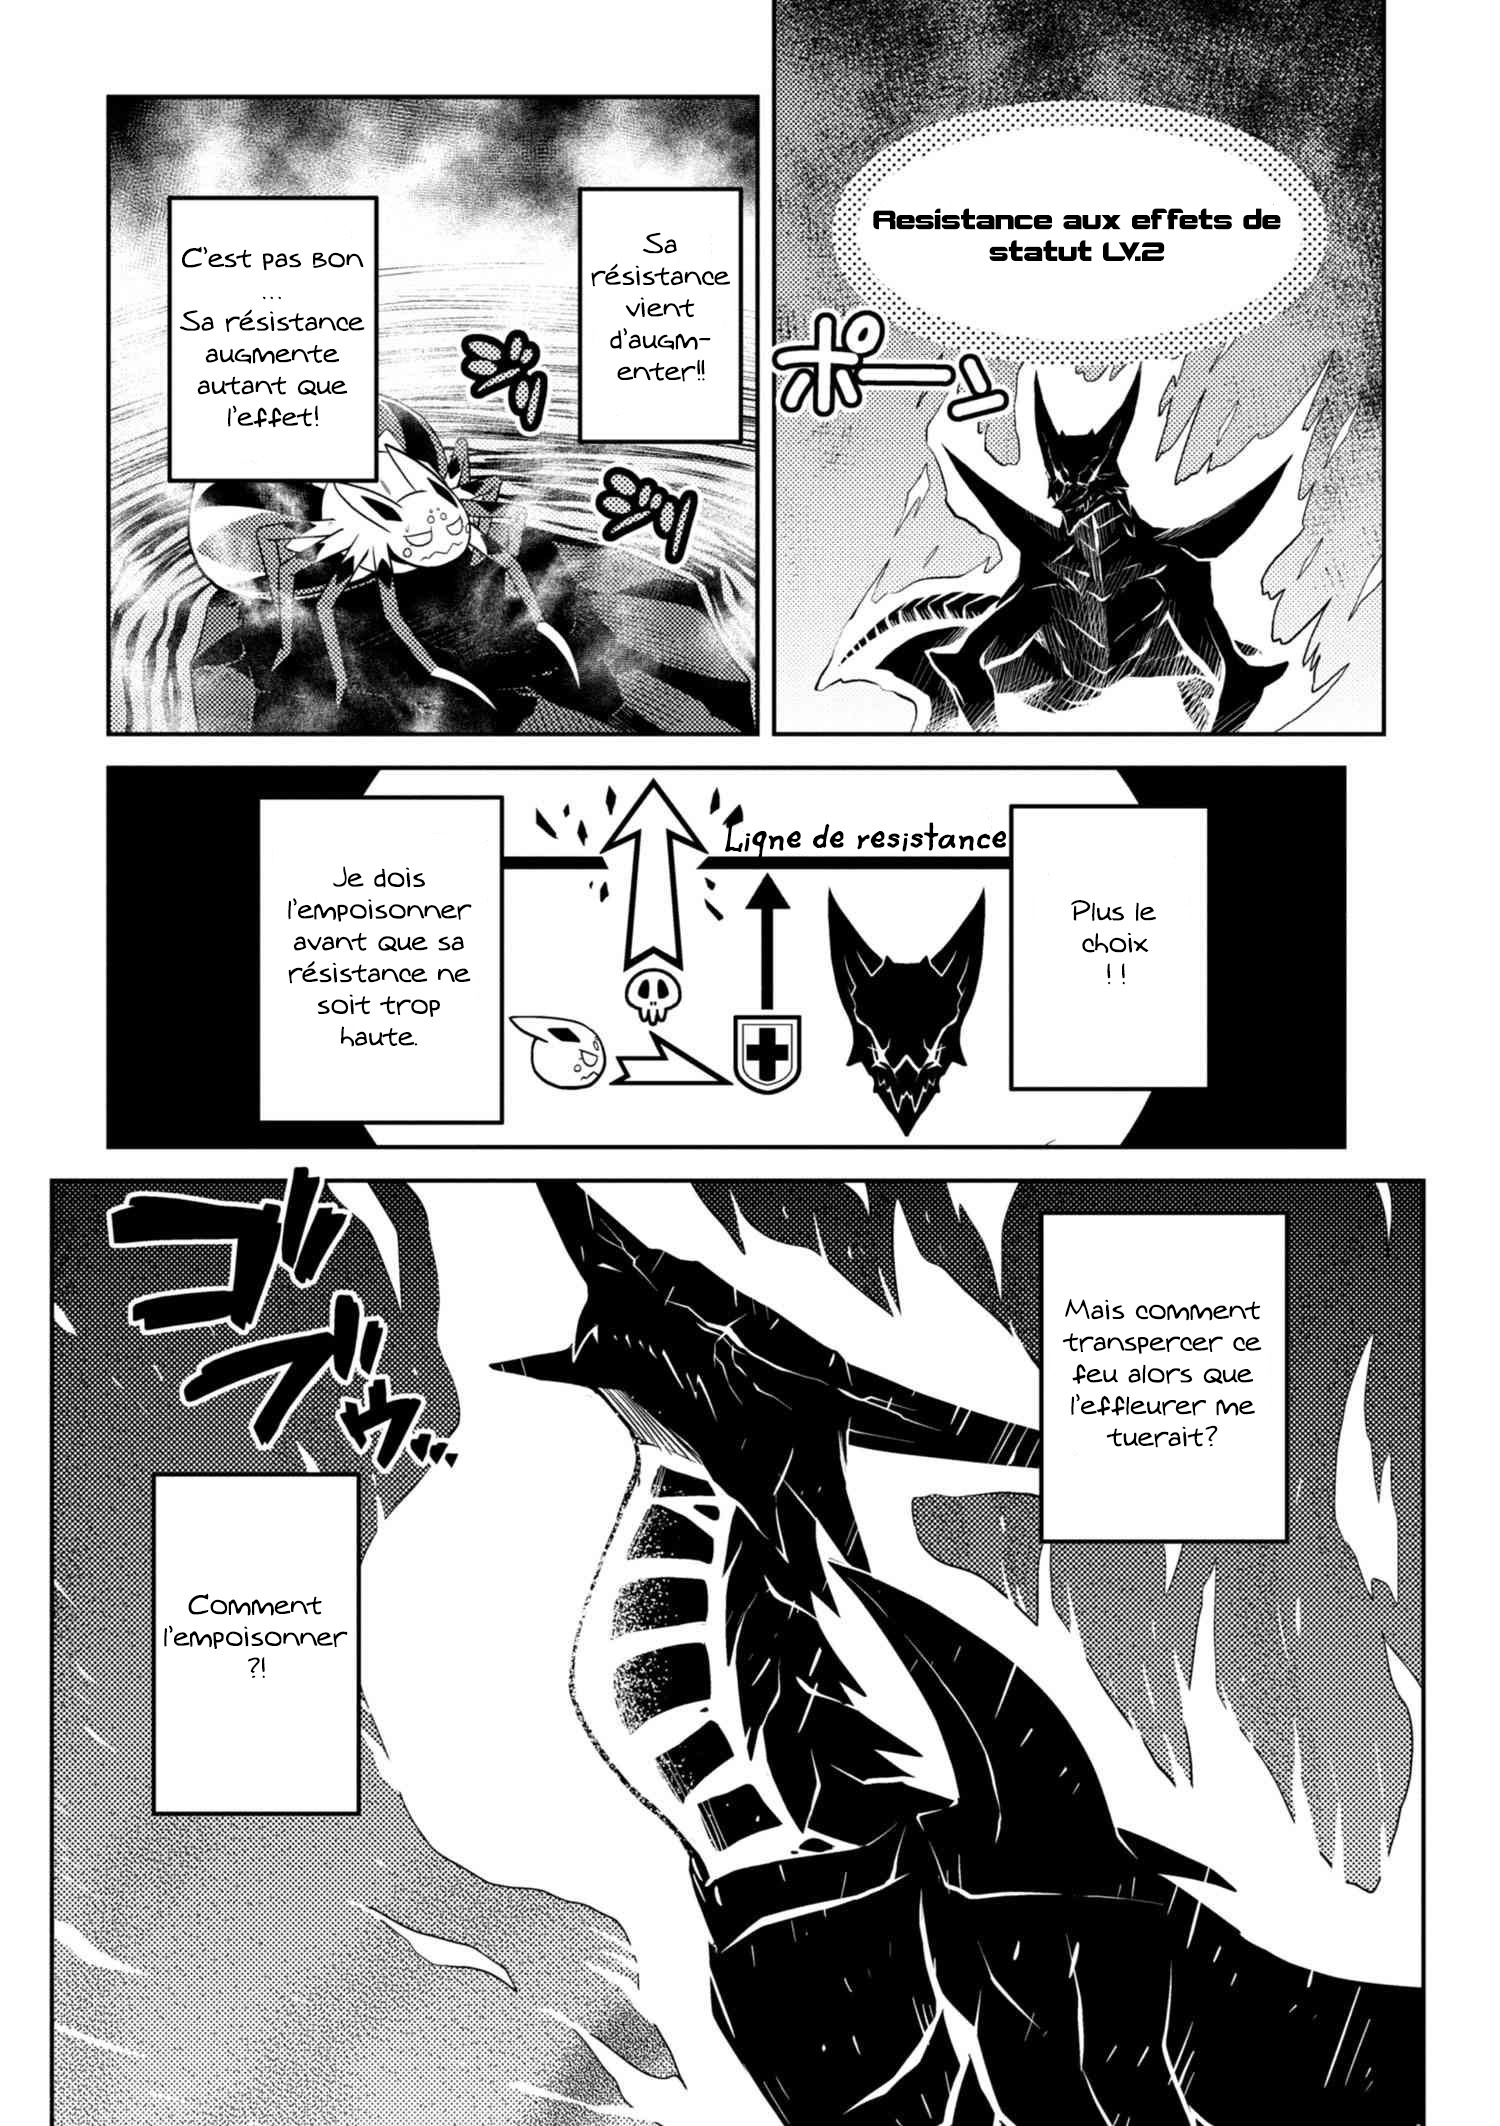 Resistance aux effets de
statut LV.2
ポーン
Sa
résistance
vient
d'augm-
enter!!
C'est pas bon
...
Sa résistance
augmente
autant que
l'effet!
Plus le
choix
!!
Ligne de resistance
Je dois
l'empoisonner
avant que sa
résistance ne
soit trop
haute.
Mais comment
transpercer ce
feu alors que
l'effleurer me
tuerait?
ゴブゥ...
Comment
l'empoisonner
?!